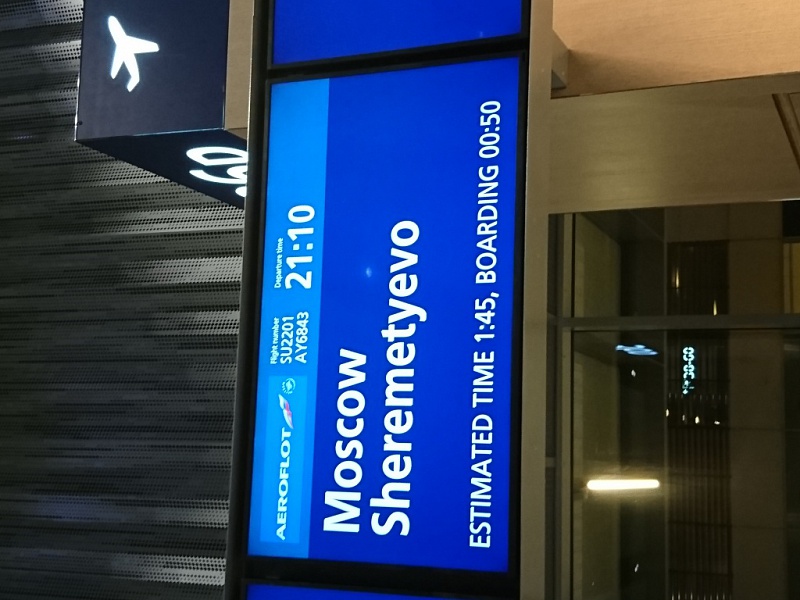 AEROFLOT
Flight number
SU2201
AY6843
Departure time
21:10
Moscow
Sheremetyevo
ESTIMATED TIME 1:45, BOARDING 00:50